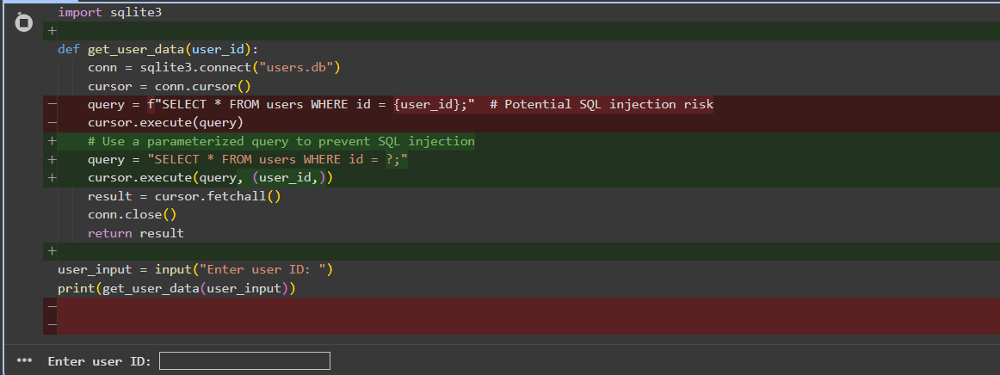 import sqlite3
+
def get_user_data(user_id):
    conn = sqlite3.connect("users.db")
    cursor = conn.cursor()
−    query = f"SELECT * FROM users WHERE id = {user_id};"  # Potential SQL injection risk
−    cursor.execute(query)
+    # Use a parameterized query to prevent SQL injection
+    query = "SELECT * FROM users WHERE id = ?;"
+    cursor.execute(query, (user_id,))
    result = cursor.fetchall()
    conn.close()
    return result
+
user_input = input("Enter user ID: ")
print(get_user_data(user_input))
−
−
••• Enter user ID: